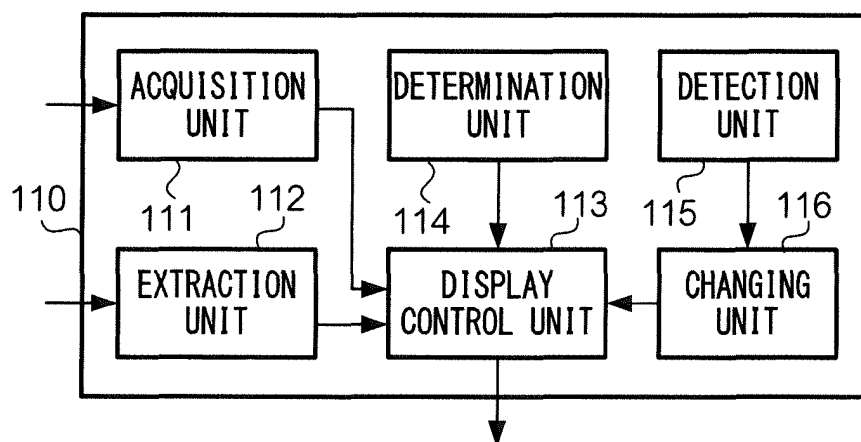 ACQUISITION
UNIT
DETERMINATION
UNIT
DETECTION
UNIT
110
111
112
114
113
115
116
EXTRACTION
UNIT
DISPLAY
CONTROL UNIT
CHANGING
UNIT